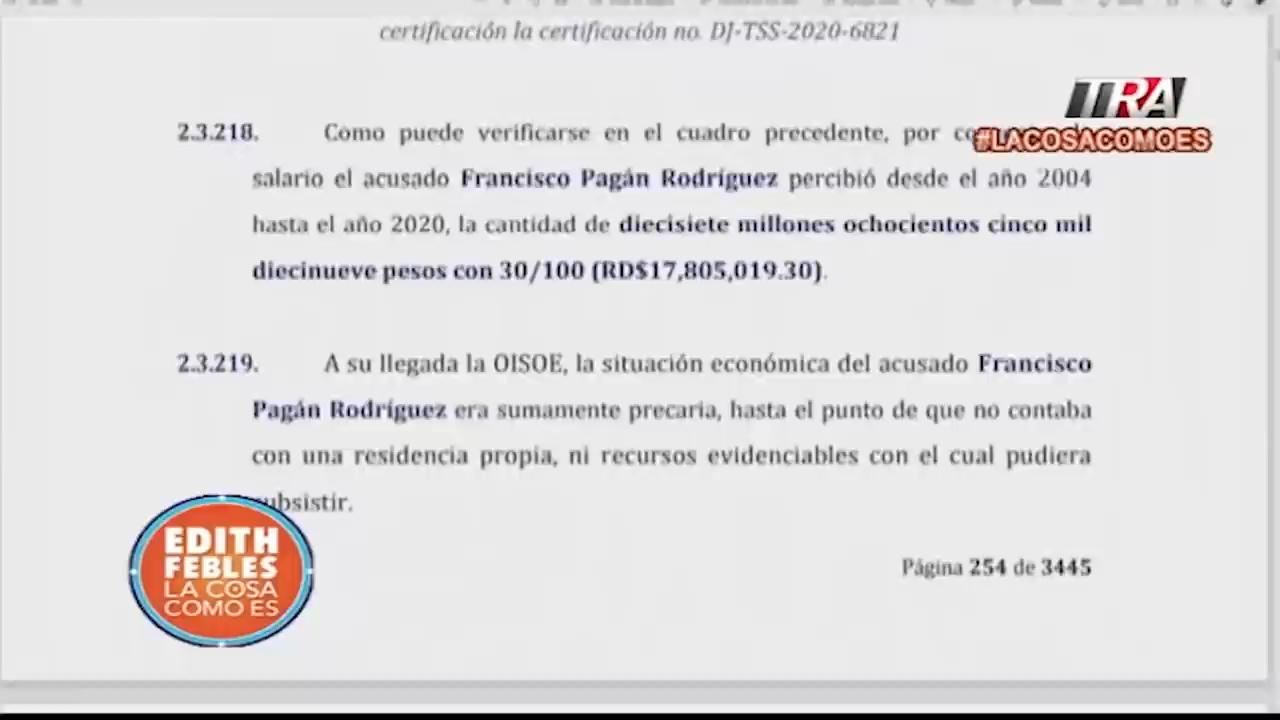 certificación la certificación no. DJ-TSS-2020-6821
TRA
#LACOSACOMOES
2.3.218. Como puede verificarse en el cuadro precedente, por
salario el acusado Francisco Pagán Rodríguez percibió desde el año 2004
hasta el año 2020, la cantidad de diecisiete millones ochocientos cinco mil
diecinueve pesos con 30/100 (RD$17,805,019.30).
2.3.219. A su llegada la OISOE, la situación económica del acusado Francisco
Pagán Rodríguez era sumamente precaria, hasta el punto de que no contaba
con una residencia propia, ni recursos evidenciables con el cual pudiera
subsistir.
EDITH
FEBLES
LA COSA
COMO ES
Página 254 de 3445